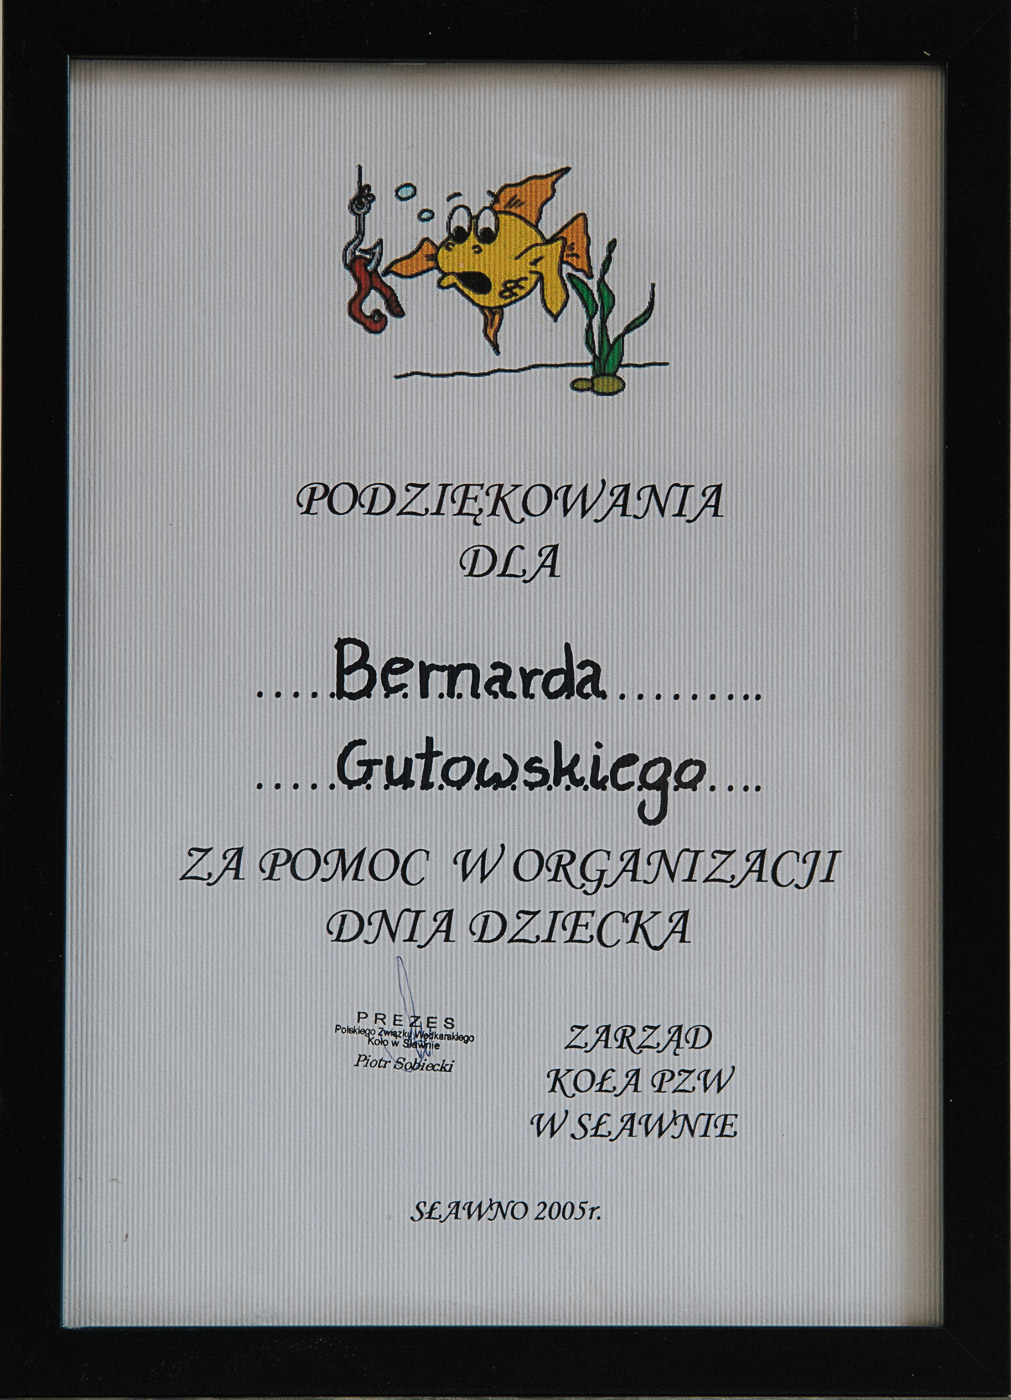 PODZIĘKOWANIA
DLA
.....Bernarda.........
.....Gutowskiego....
ZA POMOC W ORGANIZACJI
DNIA DZIECKA
PREZES
Polskiego Związku Wędkarskiego
Koło w Sławnie
Piotr Sobiecki
ZARZĄD
KOŁA PZW
W SŁAWNIE
SŁAWNO 2005r.